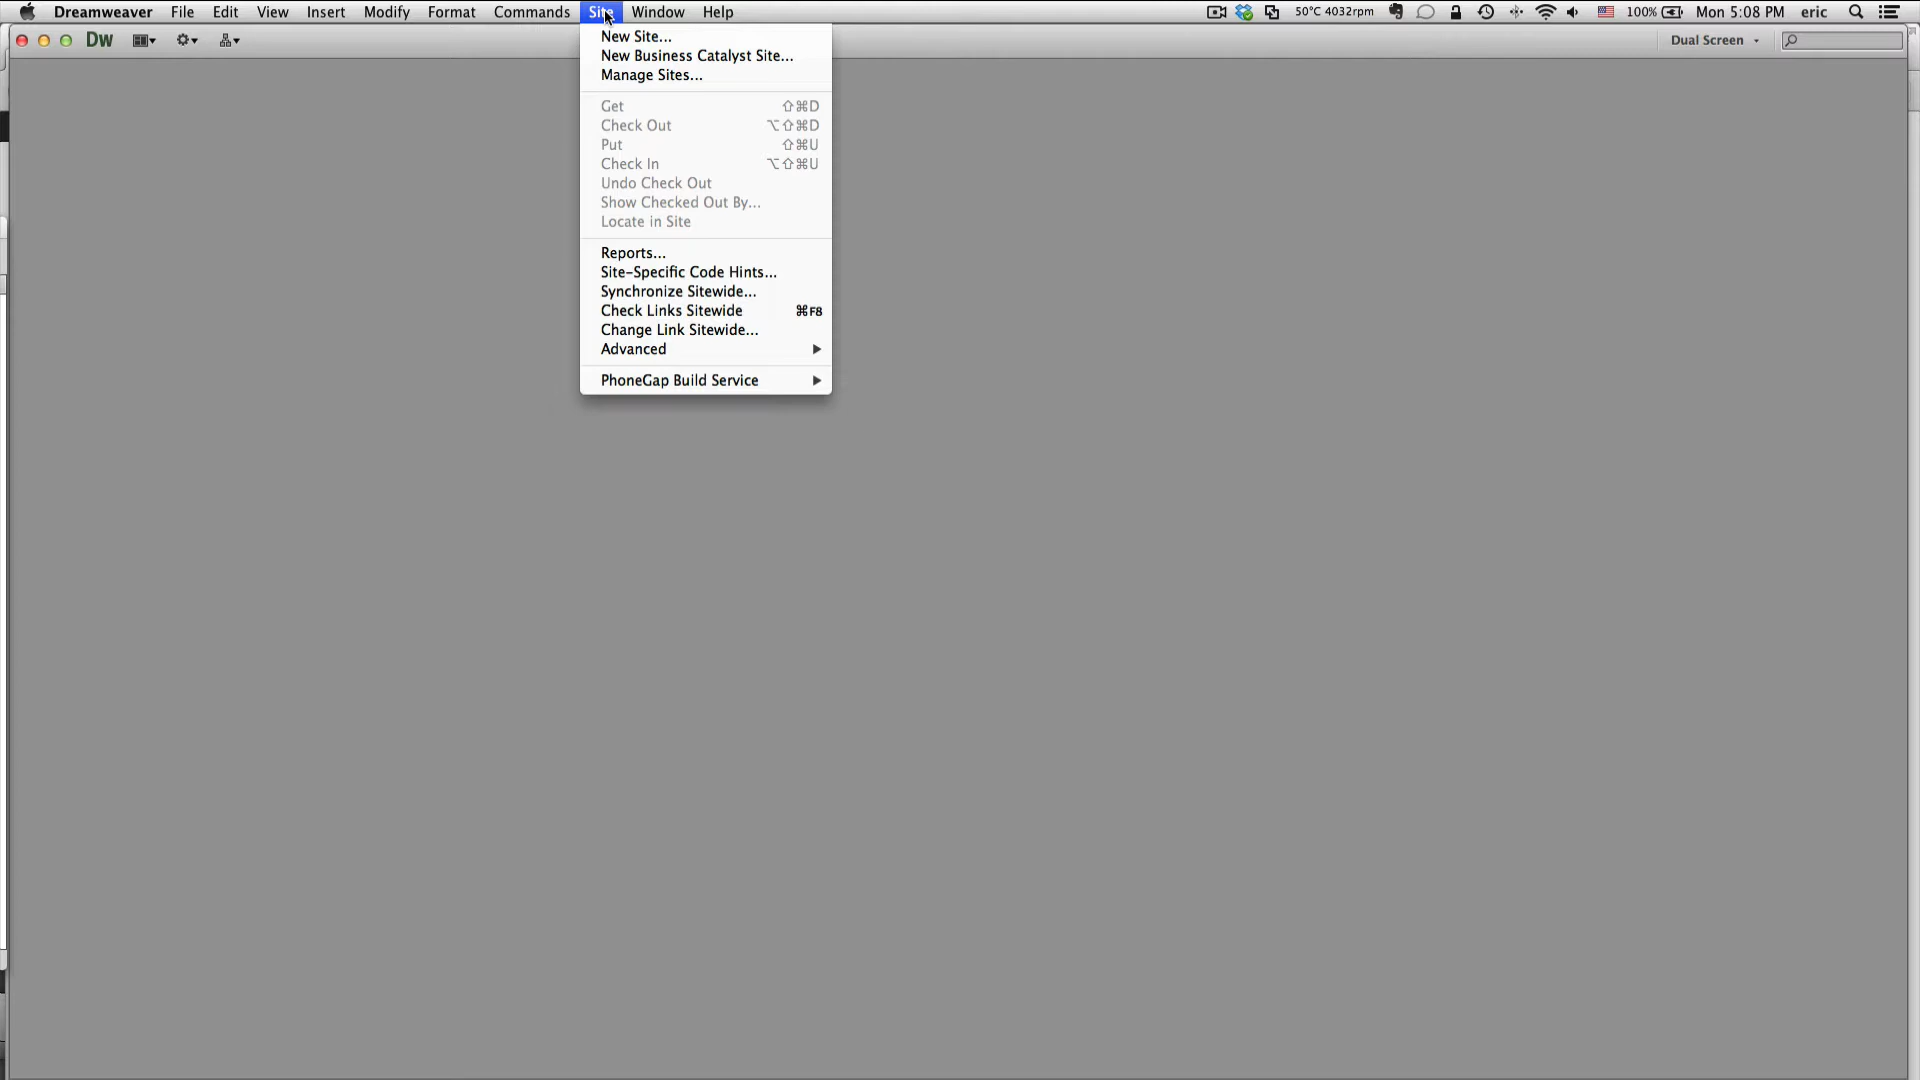 Dreamweaver File Edit View Insert Modify Format Commands Site Window Help 50°C 4032rpm 100% Mon 5:08 PM eric
Dw Dual Screen
New Site...
New Business Catalyst Site...
Manage Sites...
Get ⇧⌘D
Check Out ⌥⇧⌘D
Put ⇧⌘U
Check In ⌥⇧⌘U
Undo Check Out
Show Checked Out By...
Locate in Site
Reports...
Site-Specific Code Hints...
Synchronize Sitewide...
Check Links Sitewide ⌘F8
Change Link Sitewide...
Advanced
PhoneGap Build Service